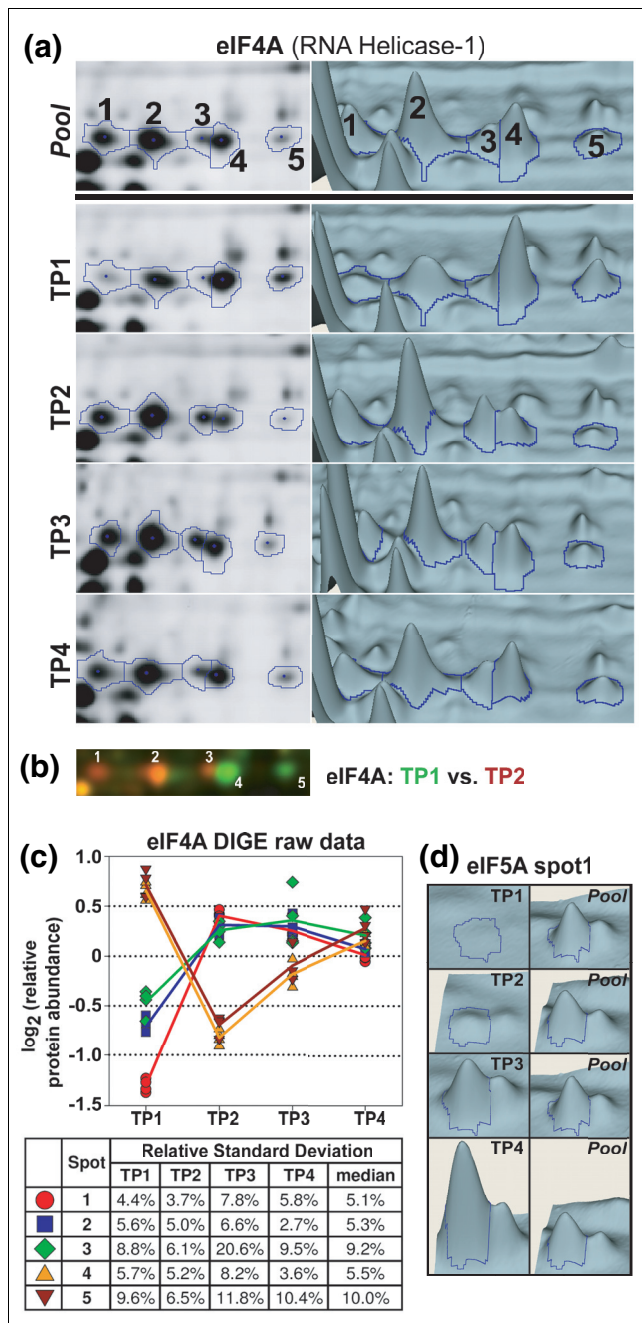 (a)
eIF4A (RNA Helicase-1)
Pool
1 2 3 4 5
1 2 3 4 5
TP1
TP2
TP3
TP4
(b)
1 2 3 4 5
eIF4A: TP1 vs. TP2
(c)
eIF4A DIGE raw data
log2 (relative
protein abundance)
1.0
0.5
0
-0.5
-1.0
-1.5
TP1 TP2 TP3 TP4
Spot Relative Standard Deviation
TP1 TP2 TP3 TP4 median
1 4.4% 3.7% 7.8% 5.8% 5.1%
2 5.6% 5.0% 6.6% 2.7% 5.3%
3 8.8% 6.1% 20.6% 9.5% 9.2%
4 5.7% 5.2% 8.2% 3.6% 5.5%
5 9.6% 6.5% 11.8% 10.4% 10.0%
(d)
eIF5A spot1
TP1 Pool
TP2 Pool
TP3 Pool
TP4 Pool